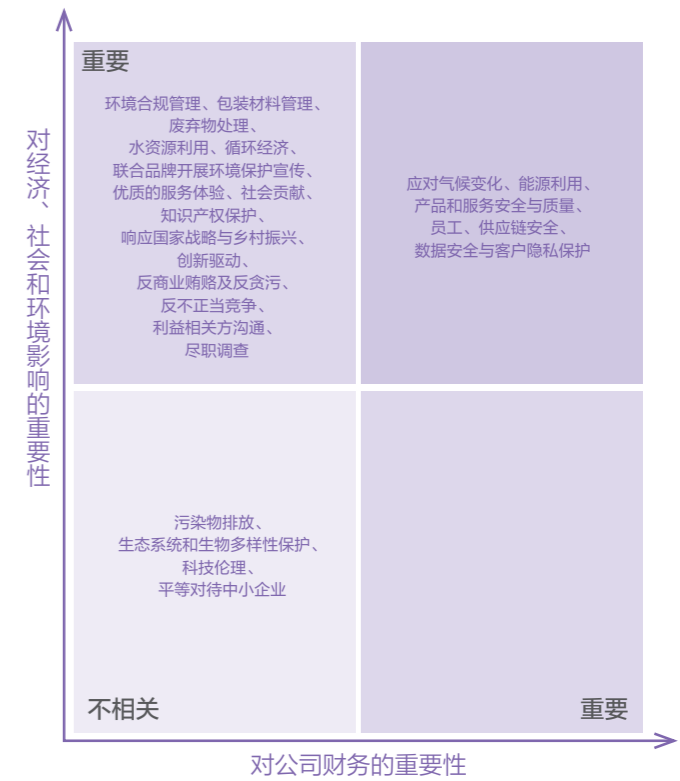 对经济、社会和环境影响的重要性
重要
环境合规管理、包装材料管理、
废弃物处理、
水资源利用、循环经济、
联合品牌开展环境保护宣传、
优质的服务体验、社会贡献、
知识产权保护、
响应国家战略与乡村振兴、
创新驱动、
反商业贿赂及反贪污、
反不正当竞争、
利益相关方沟通、
尽职调查
应对气候变化、能源利用、
产品和服务安全与质量、
员工、供应链安全、
数据安全与客户隐私保护
污染物排放、
生态系统和生物多样性保护、
科技伦理、
平等对待中小企业
不相关
重要
对公司财务的重要性